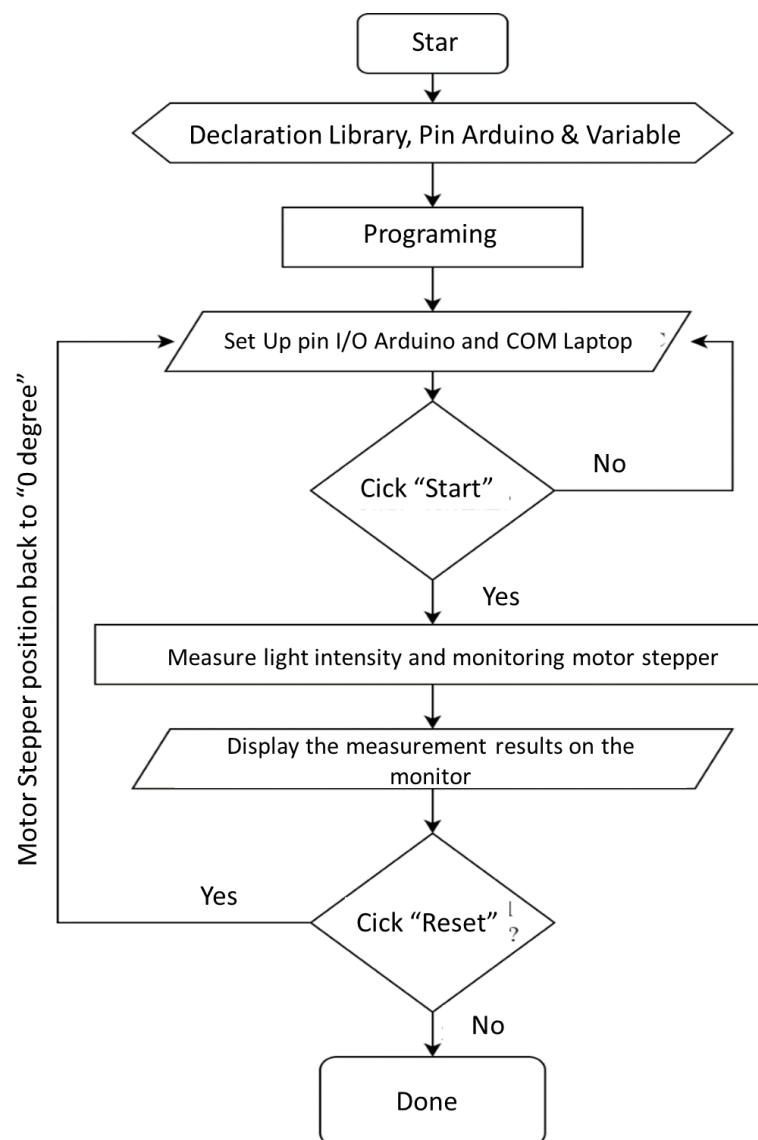 Star
Declaration Library, Pin Arduino & Variable
Programing
Set Up pin I/O Arduino and COM Laptop
Cick “Start”
No
Yes
Measure light intensity and monitoring motor stepper
Display the measurement results on the
monitor
Motor Stepper position back to “0 degree”
Yes
Cick “Reset”
?
No
Done